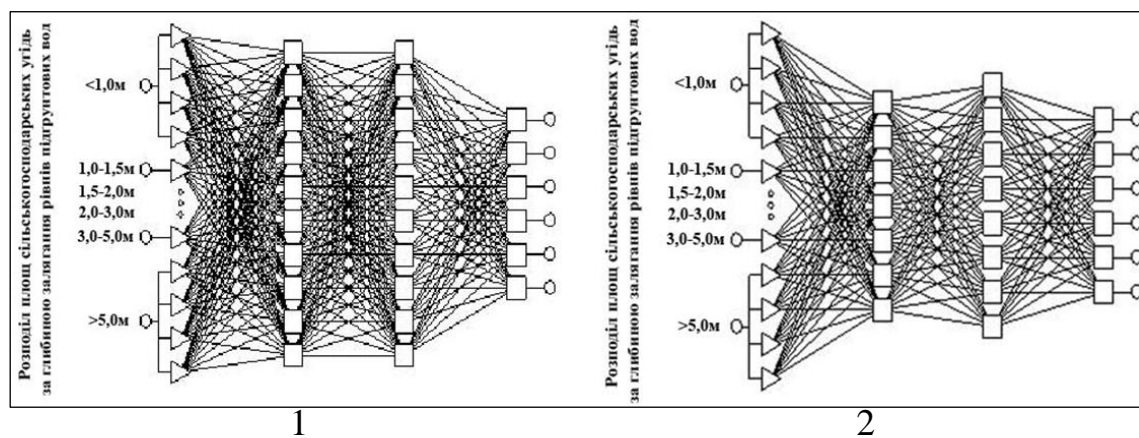 Розподіл площ сільськогосподарських угідь
за глибиною залягання рівнів підгрунтових вод
<1,0м
1,0-1,5м
1,5-2,0м
2,0-3,0м
3,0-5,0м
>5,0м
Розподіл площ сільськогосподарських угідь
за глибиною залягання рівнів підгрунтових вод
<1,0м
1,0-1,5м
1,5-2,0м
2,0-3,0м
3,0-5,0м
>5,0м
1
2